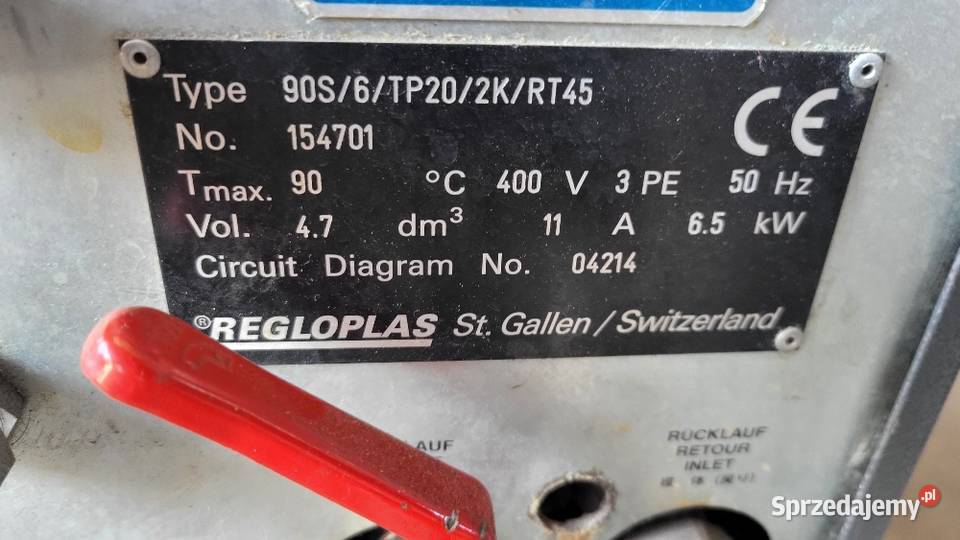 Type 90S/6/TP20/2K/RT45
No. 154701
CE
Tmax. 90 °C 400 V 3 PE 50 Hz
Vol. 4.7 dm³ 11 A 6.5 kW
Circuit Diagram No. 04214
®REGLOPLAS St. Gallen / Switzerland
RÜCKLAUF
RETOUR
INLET
Sprzedajemy.pl